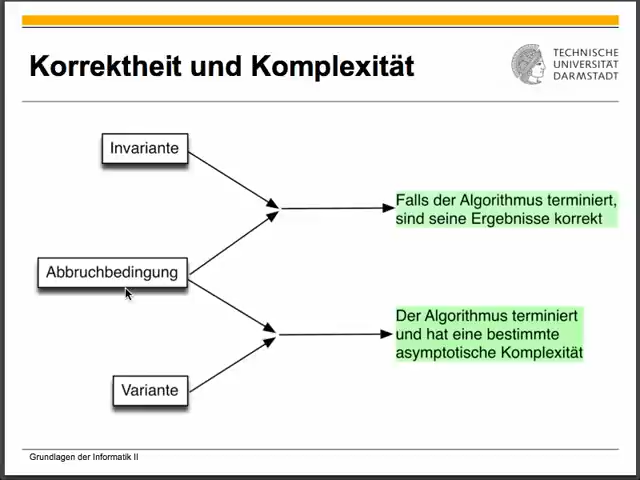 Korrektheit und Komplexität
TECHNISCHE
UNIVERSITÄT
DARMSTADT
Invariante
Falls der Algorithmus terminiert,
sind seine Ergebnisse korrekt
Abbruchbedingung
Der Algorithmus terminiert
und hat eine bestimmte
asymptotische Komplexität
Variante
Grundlagen der Informatik II